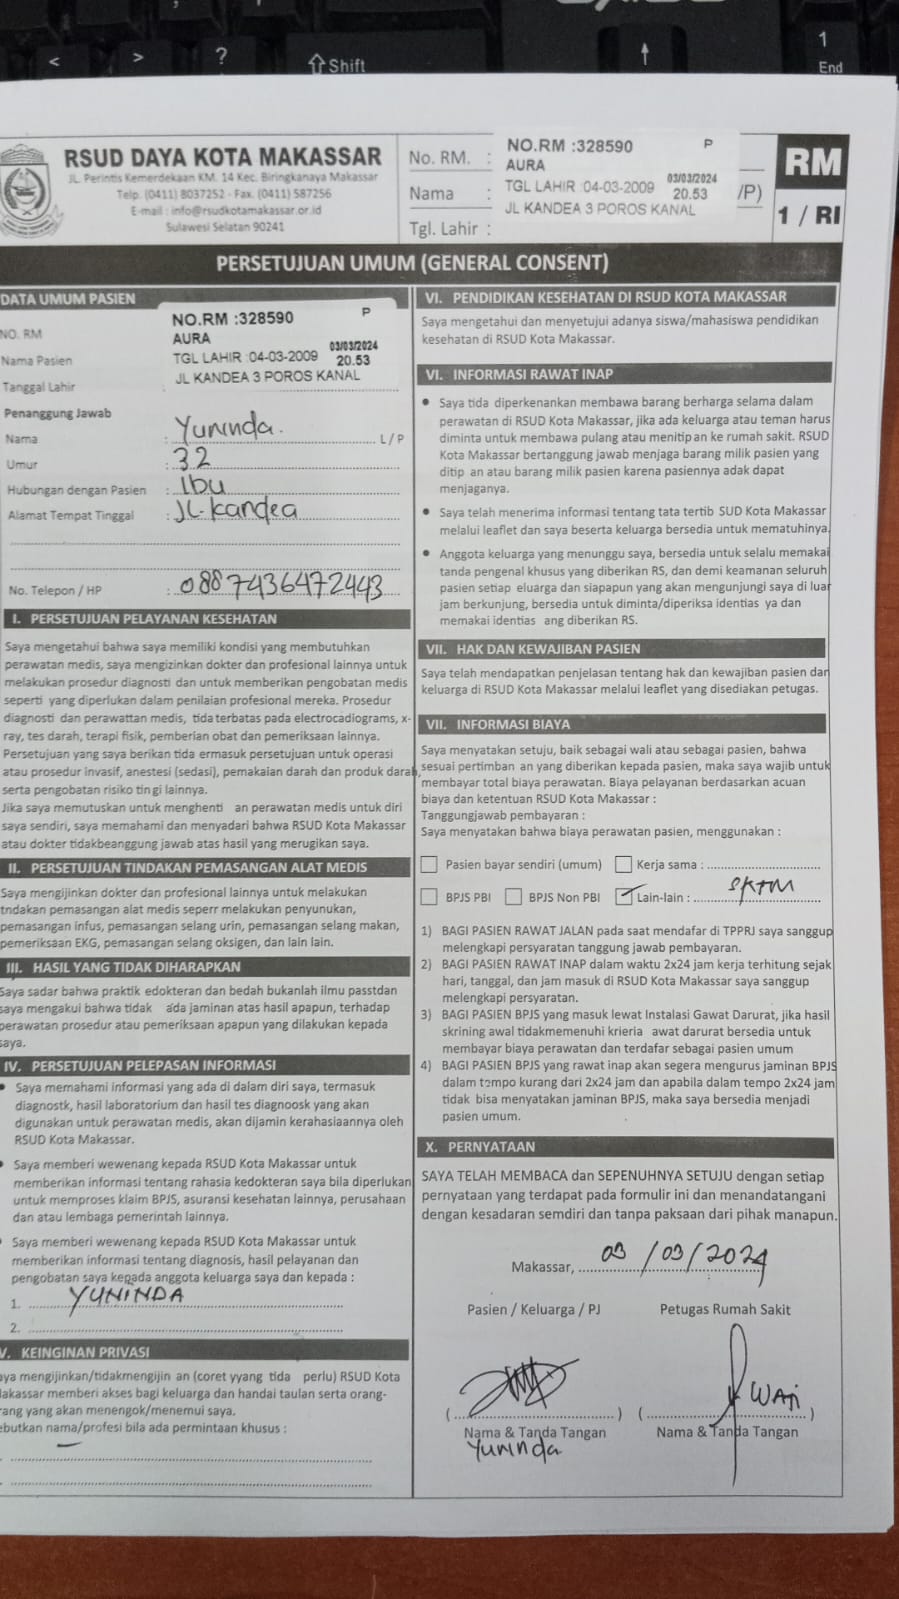 <
>
?
⇧Shift
↑
1
End
RSUD DAYA KOTA MAKASSAR
JL. Perintis Kemerdekaan KM. 14 Kec. Biringkanaya Makassar
Telp. (0411) 8037252 - Fax. (0411) 587256
E-mail : info@rsudkotamakassar.or.id
Sulawesi Selatan 90241
No. RM. :
Nama :
Tgl. Lahir :
NO.RM :328590 P
AURA
TGL LAHIR :04-03-2009 03/03/2024 20.53
JL KANDEA 3 POROS KANAL
/P)
RM
1 / RI
PERSETUJUAN UMUM (GENERAL CONSENT)
DATA UMUM PASIEN
NO. RM
Nama Pasien
Tanggal Lahir
NO.RM :328590 P
AURA
TGL LAHIR :04-03-2009 03/03/2024 20.53
JL KANDEA 3 POROS KANAL
Penanggung Jawab
Nama : Yuninda. L / P
Umur : 32
Hubungan dengan Pasien : Ibu
Alamat Tempat Tinggal : JL. Kandea
No. Telepon / HP : 0887436472443
I. PERSETUJUAN PELAYANAN KESEHATAN
Saya mengetahui bahwa saya memiliki kondisi yang membutuhkan
perawatan medis, saya mengizinkan dokter dan profesional lainnya untuk
melakukan prosedur diagnosti dan untuk memberikan pengobatan medis
seperti yang diperlukan dalam penilaian profesional mereka. Prosedur
diagnosti dan perawattan medis, tida terbatas pada electrocadiograms, x-
ray, tes darah, terapi fisik, pemberian obat dan pemeriksaan lainnya.
Persetujuan yang saya berikan tida ermasuk persetujuan untuk operasi
atau prosedur invasif, anestesi (sedasi), pemakaian darah dan produk darah,
serta pengobatan risiko tin gi lainnya.
Jika saya memutuskan untuk menghenti an perawatan medis untuk diri
saya sendiri, saya memahami dan menyadari bahwa RSUD Kota Makassar
atau dokter tidakbeanggung jawab atas hasil yang merugikan saya.
II. PERSETUJUAN TINDAKAN PEMASANGAN ALAT MEDIS
Saya mengijinkan dokter dan profesional lainnya untuk melakukan
tndakan pemasangan alat medis seperr melakukan penyunukan,
pemasangan infus, pemasangan selang urin, pemasangan selang makan,
pemeriksaan EKG, pemasangan selang oksigen, dan lain lain.
III. HASIL YANG TIDAK DIHARAPKAN
Saya sadar bahwa praktik edokteran dan bedah bukanlah ilmu passtdan
saya mengakui bahwa tidak ada jaminan atas hasil apapun, terhadap
perawatan prosedur atau pemeriksaan apapun yang dilakukan kepada
saya.
IV. PERSETUJUAN PELEPASAN INFORMASI
• Saya memahami informasi yang ada di dalam diri saya, termasuk
diagnostk, hasil laboratorium dan hasil tes diagnoosk yang akan
digunakan untuk perawatan medis, akan dijamin kerahasiaannya oleh
RSUD Kota Makassar.
• Saya memberi wewenang kepada RSUD Kota Makassar untuk
memberikan informasi tentang rahasia kedokteran saya bila diperlukan
untuk memproses klaim BPJS, asuransi kesehatan lainnya, perusahaan
dan atau lembaga pemerintah lainnya.
• Saya memberi wewenang kepada RSUD Kota Makassar untuk
memberikan informasi tentang diagnosis, hasil pelayanan dan
pengobatan saya kepada anggota keluarga saya dan kepada :
1. YUNINDA
2.
V. KEINGINAN PRIVASI
aya mengijinkan/tidakmengijin an (coret yyang tida perlu) RSUD Kota
Makassar memberi akses bagi keluarga dan handai taulan serta orang-
rang yang akan menengok/menemui saya.
ebutkan nama/profesi bila ada permintaan khusus :
–
VI. PENDIDIKAN KESEHATAN DI RSUD KOTA MAKASSAR
Saya mengetahui dan menyetujui adanya siswa/mahasiswa pendidikan
kesehatan di RSUD Kota Makassar.
VI. INFORMASI RAWAT INAP
• Saya tida diperkenankan membawa barang berharga selama dalam
perawatan di RSUD Kota Makassar, jika ada keluarga atau teman harus
diminta untuk membawa pulang atau menitip an ke rumah sakit. RSUD
Kota Makassar bertanggung jawab menjaga barang milik pasien yang
ditip an atau barang milik pasien karena pasiennya adak dapat
menjaganya.
• Saya telah menerima informasi tentang tata tertib SUD Kota Makassar
melalui leaflet dan saya beserta keluarga bersedia untuk mematuhinya.
• Anggota keluarga yang menunggu saya, bersedia untuk selalu memakai
tanda pengenal khusus yang diberikan RS, dan demi keamanan seluruh
pasien setiap eluarga dan siapapun yang akan mengunjungi saya di luar
jam berkunjung, bersedia untuk diminta/diperiksa identias ya dan
memakai identias ang diberikan RS.
VII. HAK DAN KEWAJIBAN PASIEN
Saya telah mendapatkan penjelasan tentang hak dan kewajiban pasien dan
keluarga di RSUD Kota Makassar melalui leaflet yang disediakan petugas.
VII. INFORMASI BIAYA
Saya menyatakan setuju, baik sebagai wali atau sebagai pasien, bahwa
sesuai pertimban an yang diberikan kepada pasien, maka saya wajib untuk
membayar total biaya perawatan. Biaya pelayanan berdasarkan acuan
biaya dan ketentuan RSUD Kota Makassar :
Tanggungjawab pembayaran :
Saya menyatakan bahwa biaya perawatan pasien, menggunakan :
Pasien bayar sendiri (umum) Kerja sama :
BPJS PBI BPJS Non PBI Lain-lain : SKTM
1) BAGI PASIEN RAWAT JALAN pada saat mendafar di TPPRJ saya sanggup
melengkapi persyaratan tanggung jawab pembayaran.
2) BAGI PASIEN RAWAT INAP dalam waktu 2x24 jam kerja terhitung sejak
hari, tanggal, dan jam masuk di RSUD Kota Makassar saya sanggup
melengkapi persyaratan.
3) BAGI PASIEN BPJS yang masuk lewat Instalasi Gawat Darurat, jika hasil
skrining awal tidakmemenuhi krieria awat darurat bersedia untuk
membayar biaya perawatan dan terdafar sebagai pasien umum
4) BAGI PASIEN BPJS yang rawat inap akan segera mengurus jaminan BPJS
dalam tempo kurang dari 2x24 jam dan apabila dalam tempo 2x24 jam
tidak bisa menyatakan jaminan BPJS, maka saya bersedia menjadi
pasien umum.
X. PERNYATAAN
SAYA TELAH MEMBACA dan SEPENUHNYA SETUJU dengan setiap
pernyataan yang terdapat pada formulir ini dan menandatangani
dengan kesadaran semdiri dan tanpa paksaan dari pihak manapun.
Makassar, 03 / 03 / 2024
Pasien / Keluarga / PJ Petugas Rumah Sakit
WAJI
( ) ( )
Nama & Tanda Tangan Nama & Tanda Tangan
Yuninda